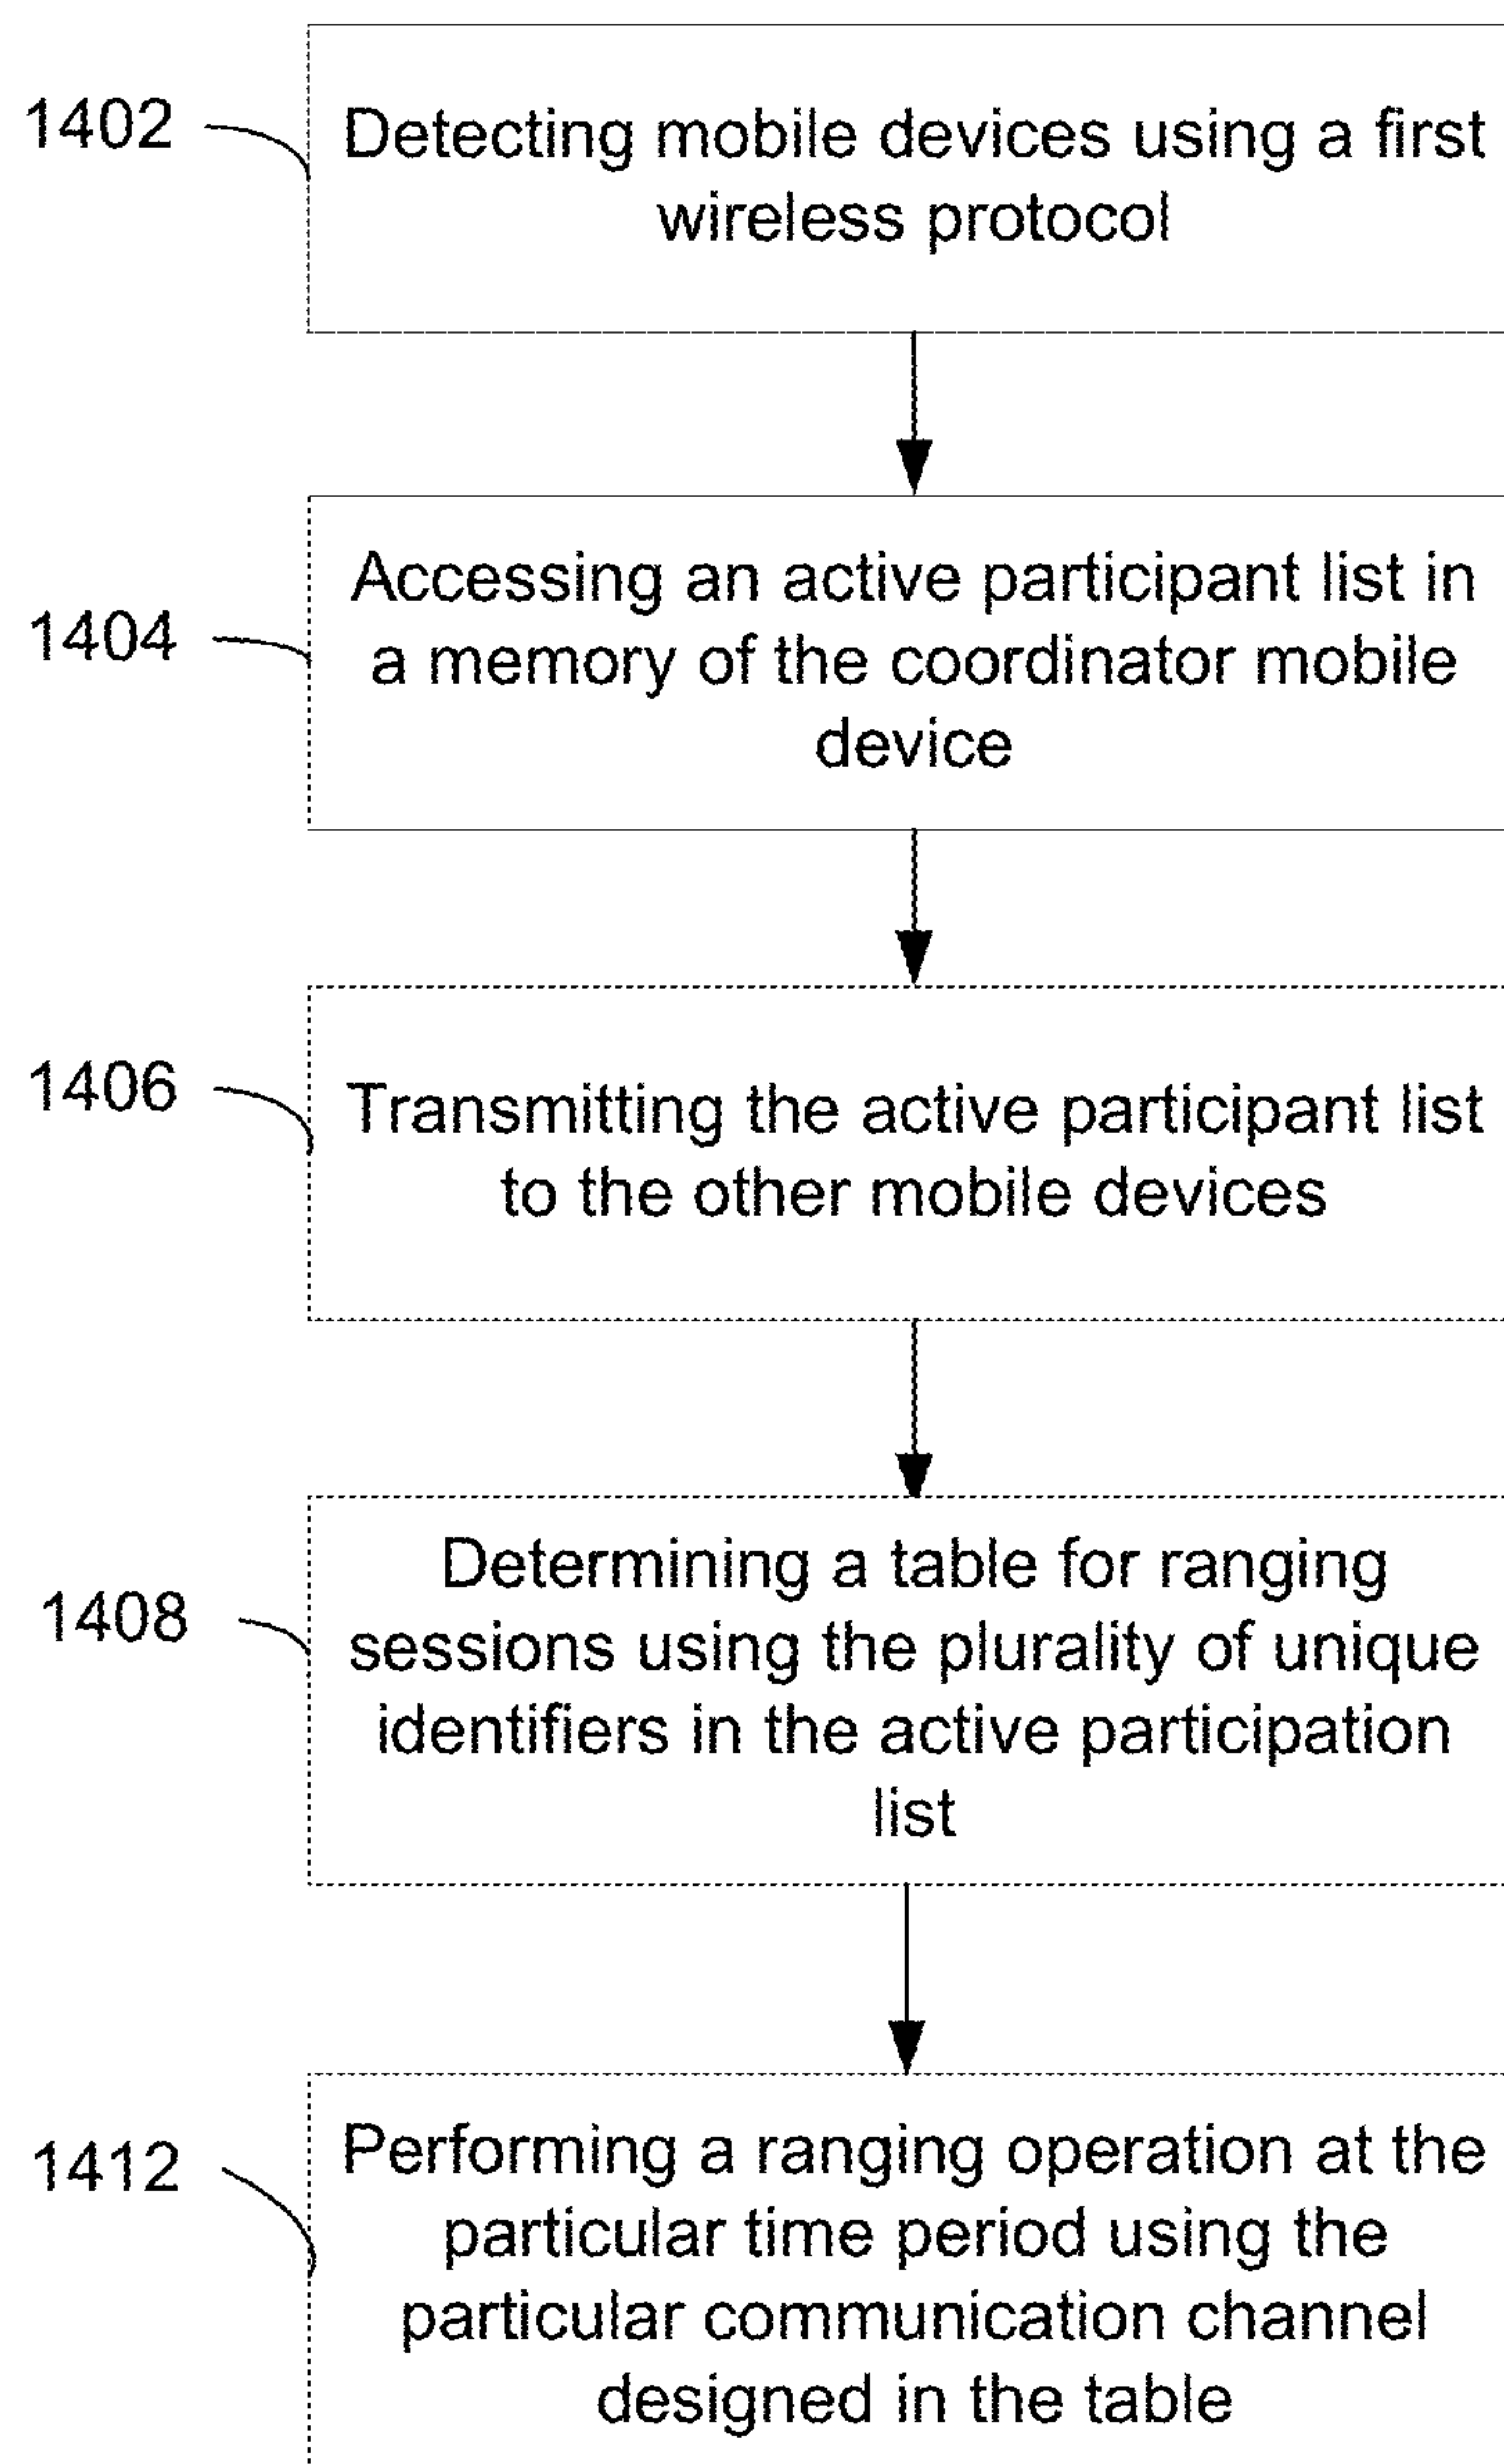 1402
Detecting mobile devices using a first
wireless protocol
1404
Accessing an active participant list in
a memory of the coordinator mobile
device
1406
Transmitting the active participant list
to the other mobile devices
1408
Determining a table for ranging
sessions using the plurality of unique
identifiers in the active participation
list
1412
Performing a ranging operation at the
particular time period using the
particular communication channel
designed in the table